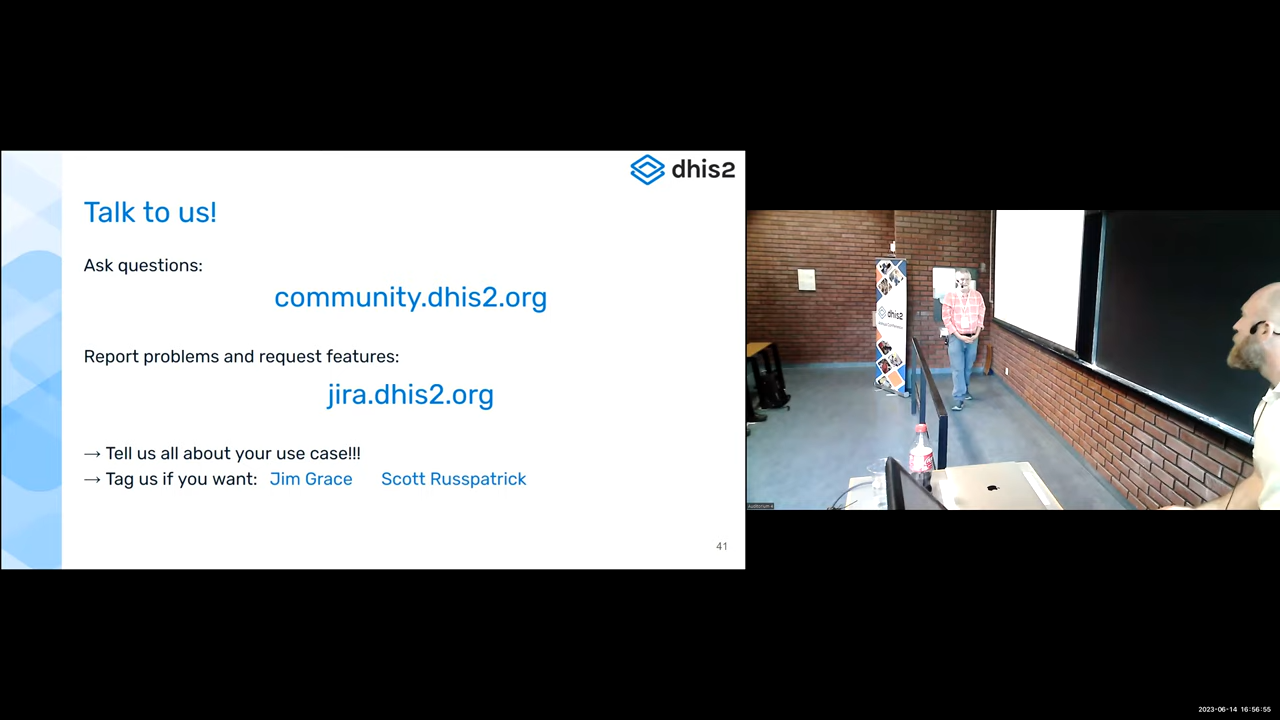 dhis2
Talk to us!
Ask questions:
community.dhis2.org
Report problems and request features:
jira.dhis2.org
→ Tell us all about your use case!!!
→ Tag us if you want: Jim Grace Scott Russpatrick
41
dhis2
Auditorium
2023-06-14 16:56:55